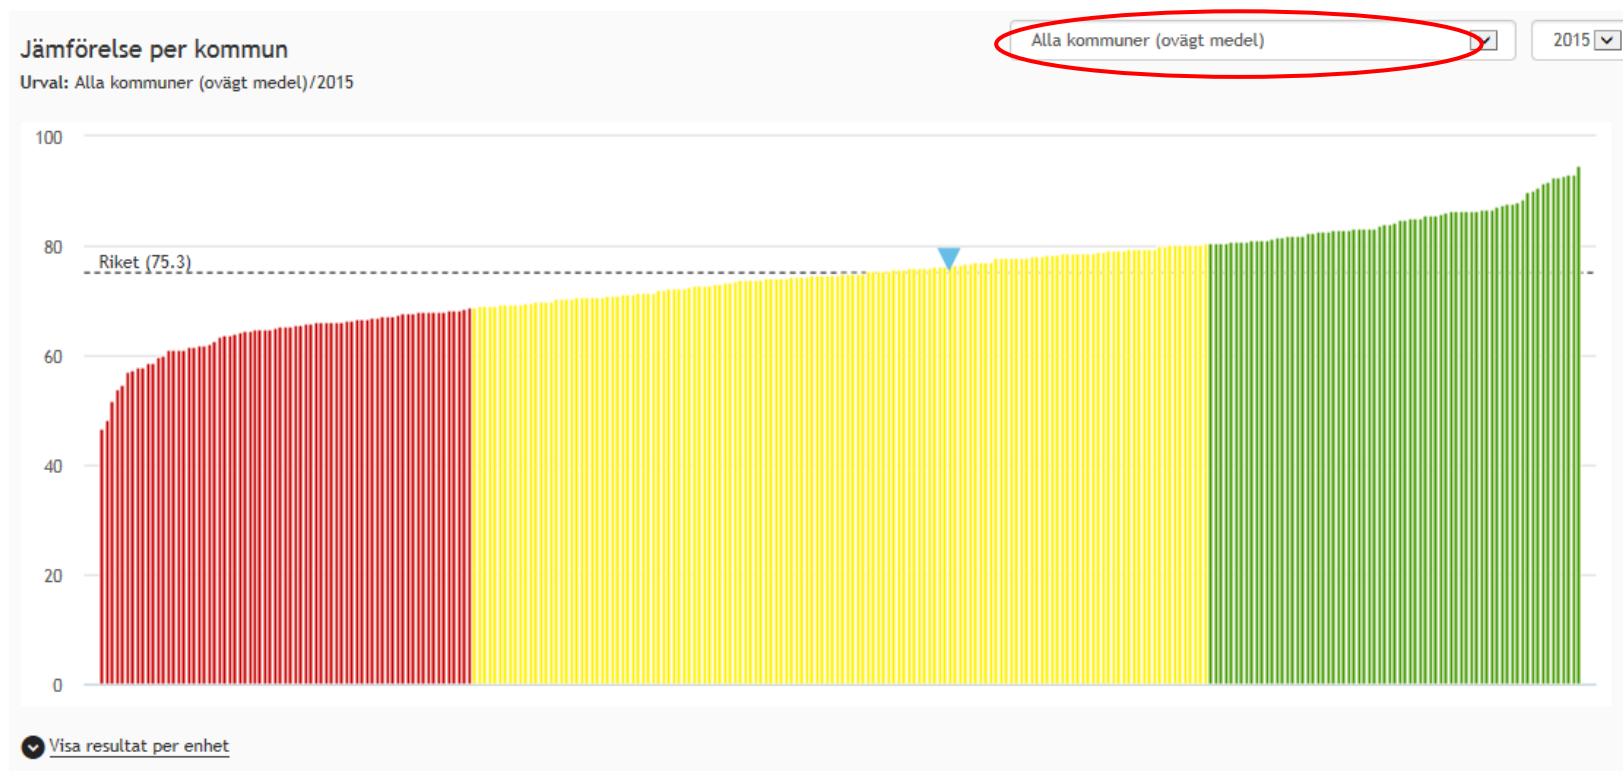 Jämförelse per kommun
Alla kommuner (ovägt medel)
2015
Urval: Alla kommuner (ovägt medel)/2015
100
80
Riket (75.3)
60
40
20
0
Visa resultat per enhet